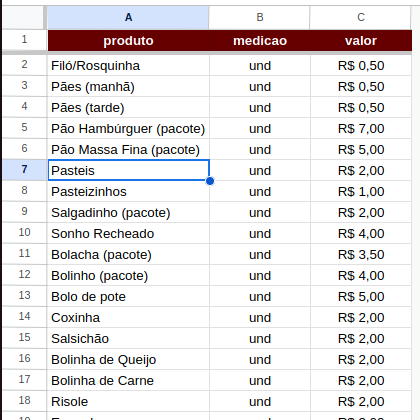 A B C
1 produto medicao valor
2 Filó/Rosquinha und R$ 0,50
3 Pães (manhã) und R$ 0,50
4 Pães (tarde) und R$ 0,50
5 Pão Hambúrguer (pacote) und R$ 7,00
6 Pão Massa Fina (pacote) und R$ 5,00
7 Pasteis und R$ 2,00
8 Pasteizinhos und R$ 1,00
9 Salgadinho (pacote) und R$ 2,00
10 Sonho Recheado und R$ 4,00
11 Bolacha (pacote) und R$ 3,50
12 Bolinho (pacote) und R$ 4,00
13 Bolo de pote und R$ 5,00
14 Coxinha und R$ 2,00
15 Salsichão und R$ 2,00
16 Bolinha de Queijo und R$ 2,00
17 Bolinha de Carne und R$ 2,00
18 Risole und R$ 2,00